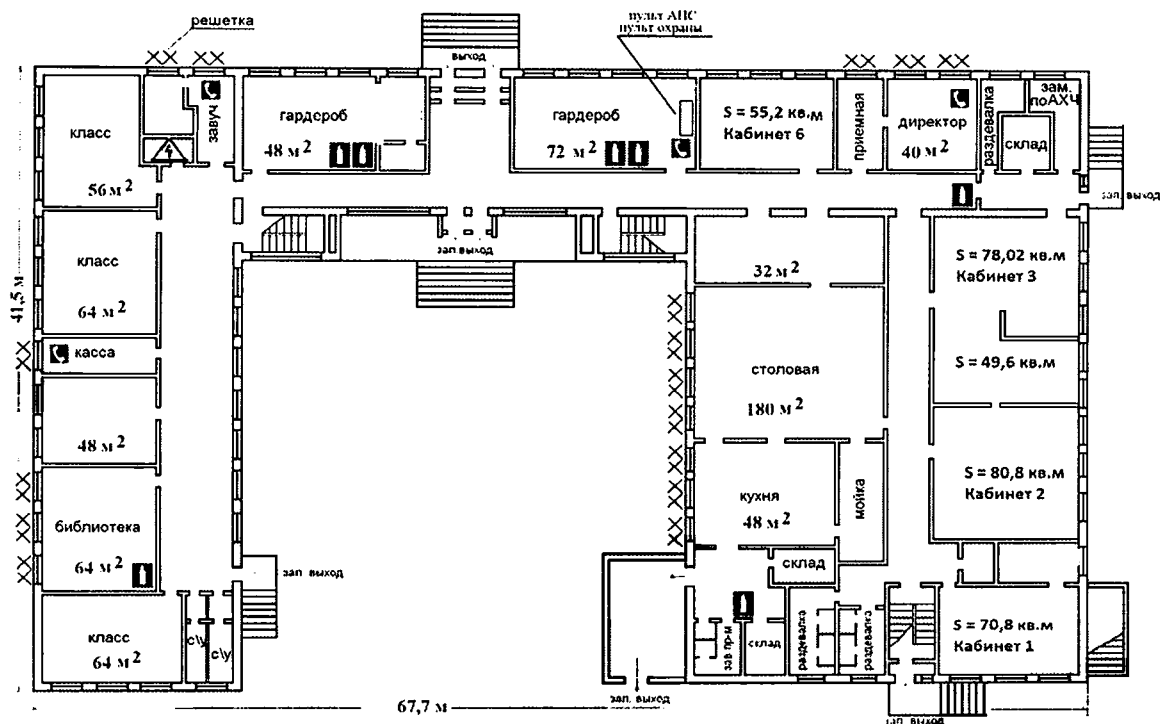 решетка
пульт АПС
пульт охраны
выход
класс
56 м 2
завуч
гардероб
48 м 2
гардероб
72 м 2
S = 55,2 кв.м
Кабинет 6
приемная
директор
40 м 2
раздевалка
склад
зам.
по АХЧ
зап. выход
класс
64 м 2
зап. выход
32 м 2
S = 78,02 кв.м
Кабинет 3
41,5 м
касса
столовая
180 м 2
S = 49,6 кв.м
48 м 2
библиотека
64 м 2
кухня
48 м 2
мойка
S = 80,8 кв.м
Кабинет 2
зап. выход
склад
класс
64 м 2
с\у
с\у
зав пр-м
склад
раздевалка
раздевалка
S = 70,8 кв.м
Кабинет 1
зап. выход
67,7 м
зап. выход